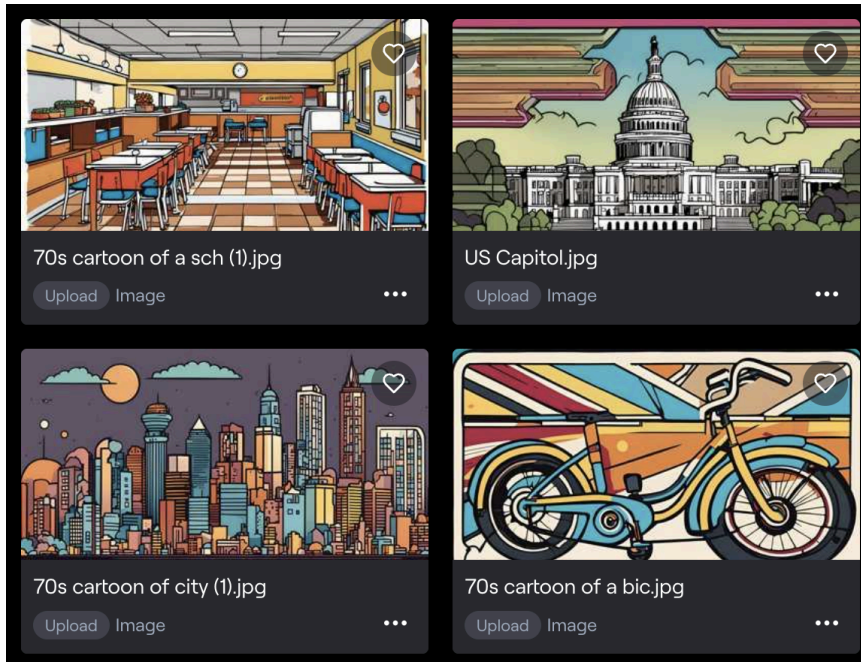 70s cartoon of a sch (1).jpg
Upload Image
US Capitol.jpg
Upload Image
70s cartoon of city (1).jpg
Upload Image
70s cartoon of a bic.jpg
Upload Image